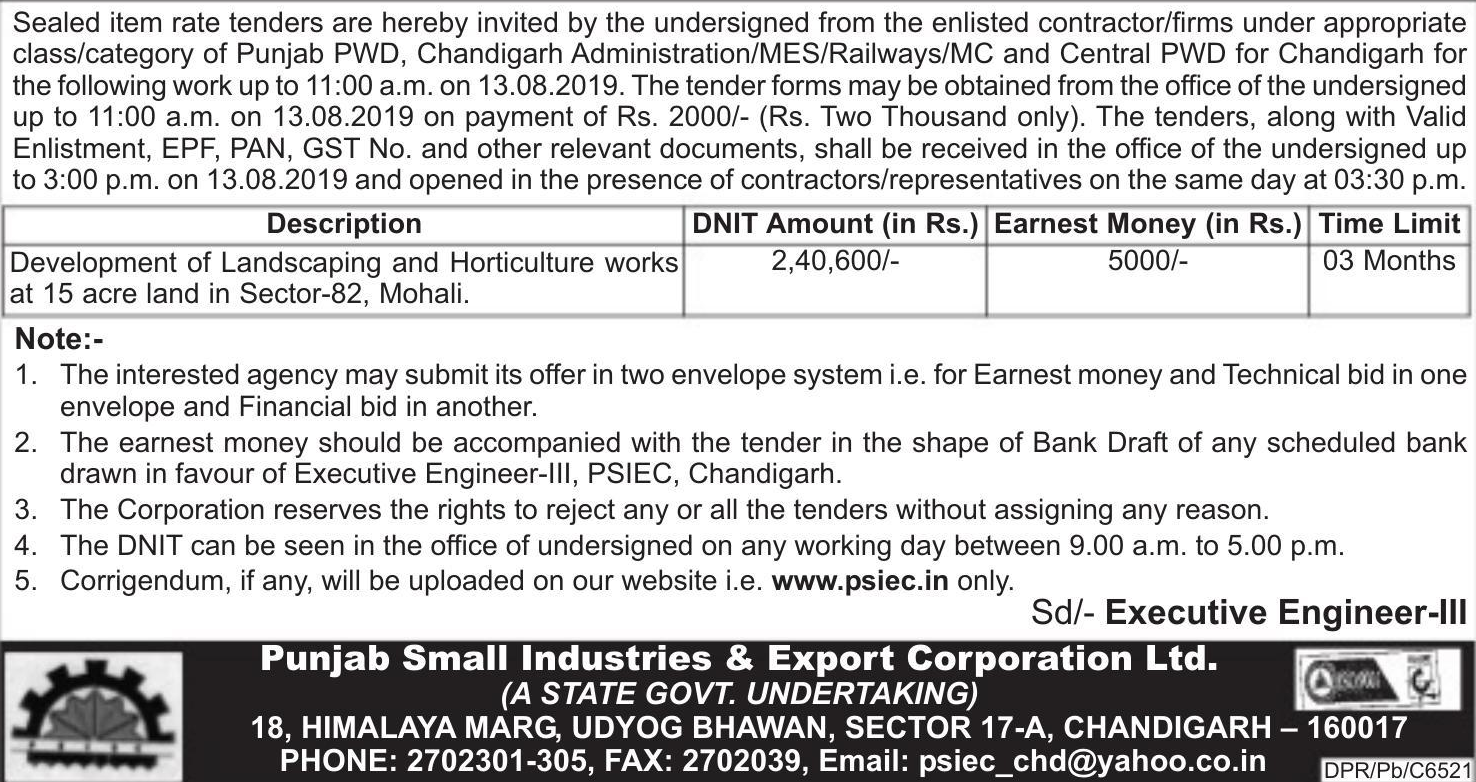 Sealed item rate tenders are hereby invited by the undersigned from the enlisted contractor/firms under appropriate
class/category of Punjab PWD, Chandigarh Administration/MES/Railways/MC and Central PWD for Chandigarh for
the following work up to 11:00 a.m. on 13.08.2019. The tender forms may be obtained from the office of the undersigned
up to 11:00 a.m. on 13.08.2019 on payment of Rs. 2000/- (Rs. Two Thousand only). The tenders, along with Valid
Enlistment, EPF, PAN, GST No. and other relevant documents, shall be received in the office of the undersigned up
to 3:00 p.m. on 13.08.2019 and opened in the presence of contractors/representatives on the same day at 03:30 p.m.
Description DNIT Amount (in Rs.) Earnest Money (in Rs.) Time Limit
Development of Landscaping and Horticulture works 2,40,600/- 5000/- 03 Months
at 15 acre land in Sector-82, Mohali.
Note:-
1. The interested agency may submit its offer in two envelope system i.e. for Earnest money and Technical bid in one
envelope and Financial bid in another.
2. The earnest money should be accompanied with the tender in the shape of Bank Draft of any scheduled bank
drawn in favour of Executive Engineer-III, PSIEC, Chandigarh.
3. The Corporation reserves the rights to reject any or all the tenders without assigning any reason.
4. The DNIT can be seen in the office of undersigned on any working day between 9.00 a.m. to 5.00 p.m.
5. Corrigendum, if any, will be uploaded on our website i.e. www.psiec.in only.
Sd/- Executive Engineer-III
Punjab Small Industries & Export Corporation Ltd.
(A STATE GOVT. UNDERTAKING)
18, HIMALAYA MARG, UDYOG BHAWAN, SECTOR 17-A, CHANDIGARH – 160017
PHONE: 2702301-305, FAX: 2702039, Email: psiec_chd@yahoo.co.in
DPR/Pb/C6521